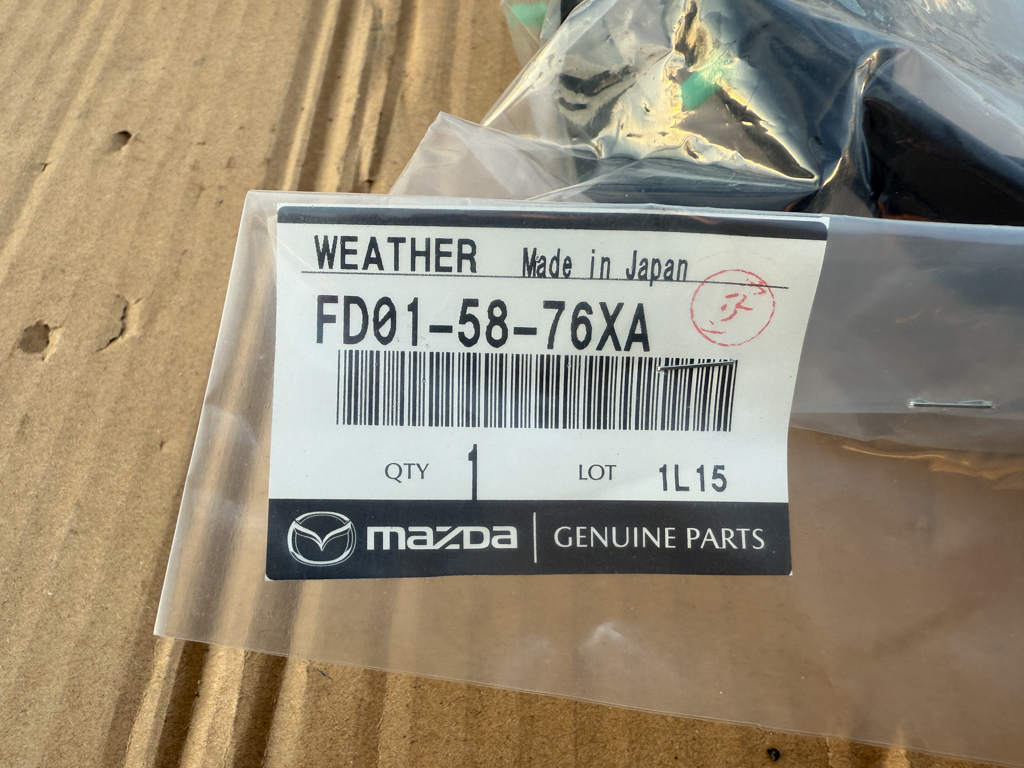 WEATHER Made in Japan
FD01-58-76XA
QTY 1 LOT 1L15
mazda GENUINE PARTS